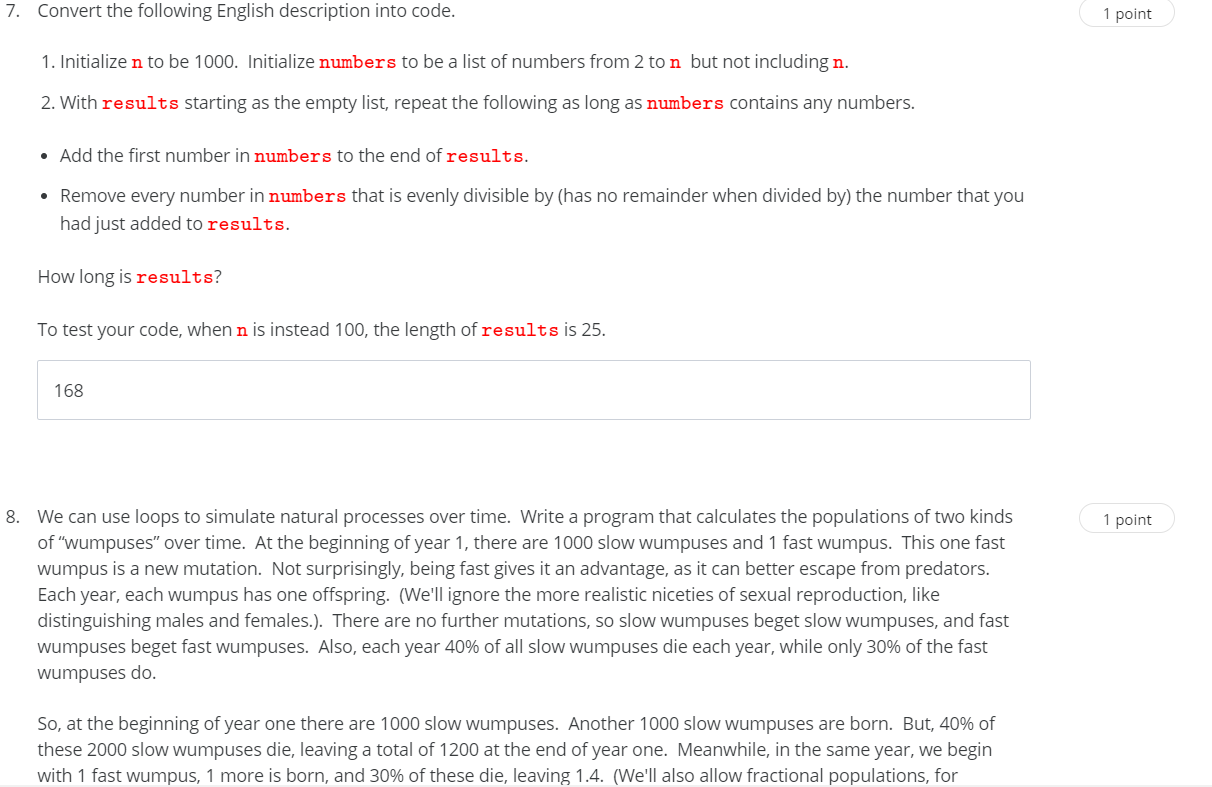 7. Convert the following English description into code.
1 point
1. Initialize n to be 1000. Initialize numbers to be a list of numbers from 2 to n but not including n.
2. With results starting as the empty list, repeat the following as long as numbers contains any numbers.
• Add the first number in numbers to the end of results.
• Remove every number in numbers that is evenly divisible by (has no remainder when divided by) the number that you
had just added to results.
How long is results?
To test your code, when n is instead 100, the length of results is 25.
168
8. We can use loops to simulate natural processes over time. Write a program that calculates the populations of two kinds
1 point
of “wumpuses” over time. At the beginning of year 1, there are 1000 slow wumpuses and 1 fast wumpus. This one fast
wumpus is a new mutation. Not surprisingly, being fast gives it an advantage, as it can better escape from predators.
Each year, each wumpus has one offspring. (We'll ignore the more realistic niceties of sexual reproduction, like
distinguishing males and females.). There are no further mutations, so slow wumpuses beget slow wumpuses, and fast
wumpuses beget fast wumpuses. Also, each year 40% of all slow wumpuses die each year, while only 30% of the fast
wumpuses do.
So, at the beginning of year one there are 1000 slow wumpuses. Another 1000 slow wumpuses are born. But, 40% of
these 2000 slow wumpuses die, leaving a total of 1200 at the end of year one. Meanwhile, in the same year, we begin
with 1 fast wumpus, 1 more is born, and 30% of these die, leaving 1.4. (We'll also allow fractional populations, for